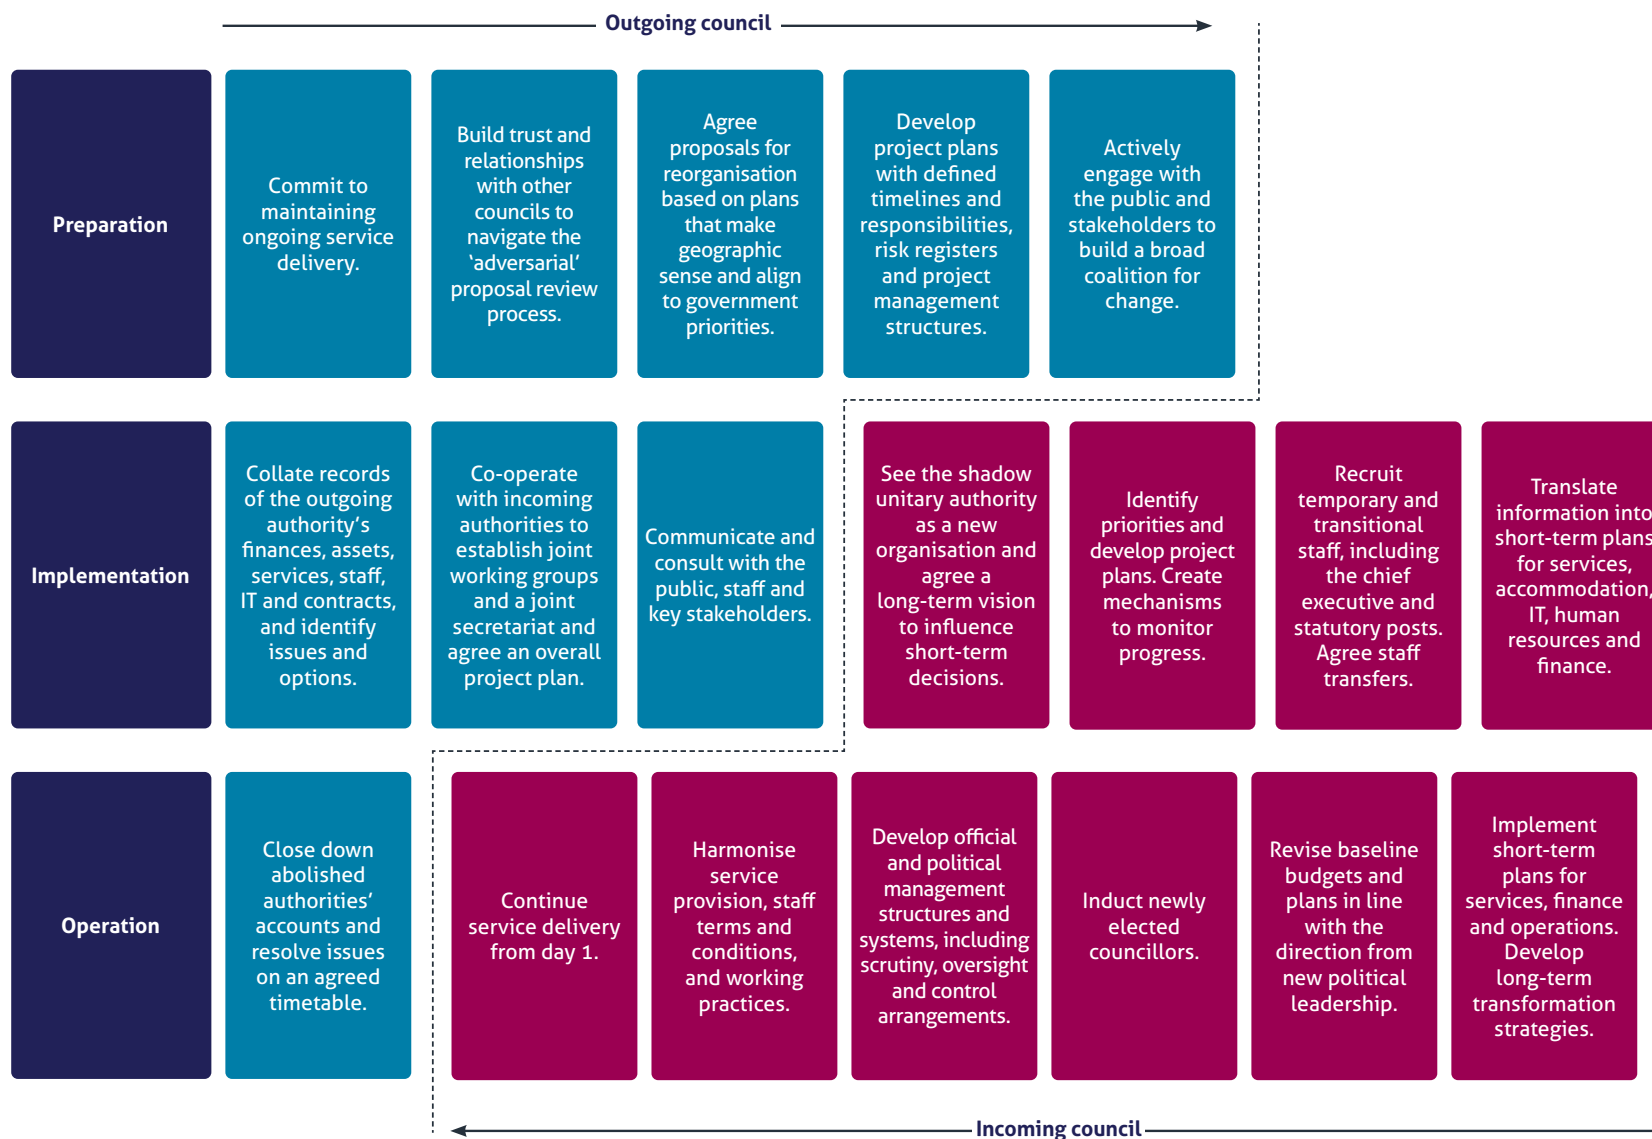 Outgoing council
Preparation
Commit to
maintaining
ongoing service
delivery.
Build trust and
relationships
with other
councils to
navigate the
‘adversarial’
proposal review
process.
Agree
proposals for
reorganisation
based on plans
that make
geographic
sense and align
to government
priorities.
Develop
project plans
with defined
timelines and
responsibilities,
risk registers
and project
management
structures.
Actively
engage with
the public and
stakeholders to
build a broad
coalition for
change.
Implementation
Collate records
of the outgoing
authority’s
finances, assets,
services, staff,
IT and contracts,
and identify
issues and
options.
Co-operate
with incoming
authorities to
establish joint
working groups
and a joint
secretariat and
agree an overall
project plan.
Communicate and
consult with the
public, staff and
key stakeholders.
See the shadow
unitary authority
as a new
organisation and
agree a
long-term vision
to influence
short-term
decisions.
Identify
priorities and
develop project
plans. Create
mechanisms
to monitor
progress.
Recruit
temporary and
transitional
staff, including
the chief
executive and
statutory posts.
Agree staff
transfers.
Translate
information into
short-term plans
for services,
accommodation,
IT, human
resources and
finance.
Operation
Close down
abolished
authorities’
accounts and
resolve issues
on an agreed
timetable.
Continue
service delivery
from day 1.
Harmonise
service
provision, staff
terms and
conditions,
and working
practices.
Develop official
and political
management
structures and
systems, including
scrutiny, oversight
and control
arrangements.
Induct newly
elected
councillors.
Revise baseline
budgets and
plans in line
with the
direction from
new political
leadership.
Implement
short-term
plans for
services, finance
and operations.
Develop
long-term
transformation
strategies.
Incoming council